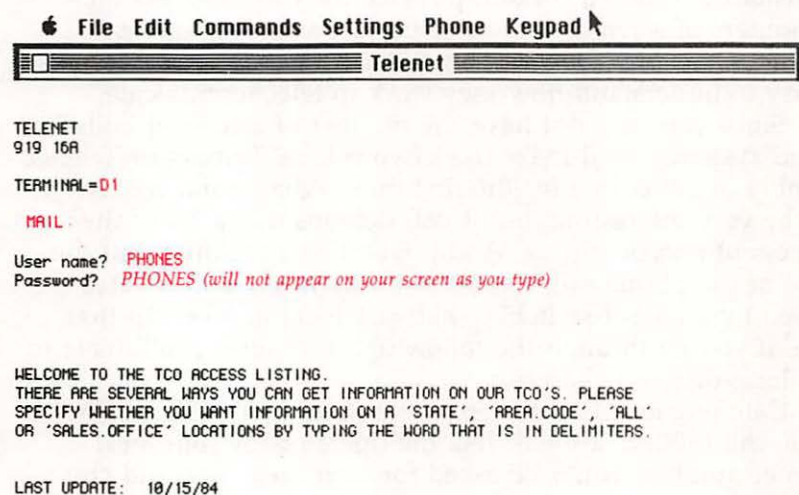 File Edit Commands Settings Phone Keypad
Telenet
TELENET
919 16A
TERMINAL=D1
MAIL
User name? PHONES
Password? PHONES (will not appear on your screen as you type)
WELCOME TO THE TCO ACCESS LISTING.
THERE ARE SEVERAL WAYS YOU CAN GET INFORMATION ON OUR TCO'S. PLEASE
SPECIFY WHETHER YOU WANT INFORMATION ON A 'STATE', 'AREA.CODE', 'ALL'
OR 'SALES.OFFICE' LOCATIONS BY TYPING THE WORD THAT IS IN DELIMITERS.
LAST UPDATE: 10/15/84